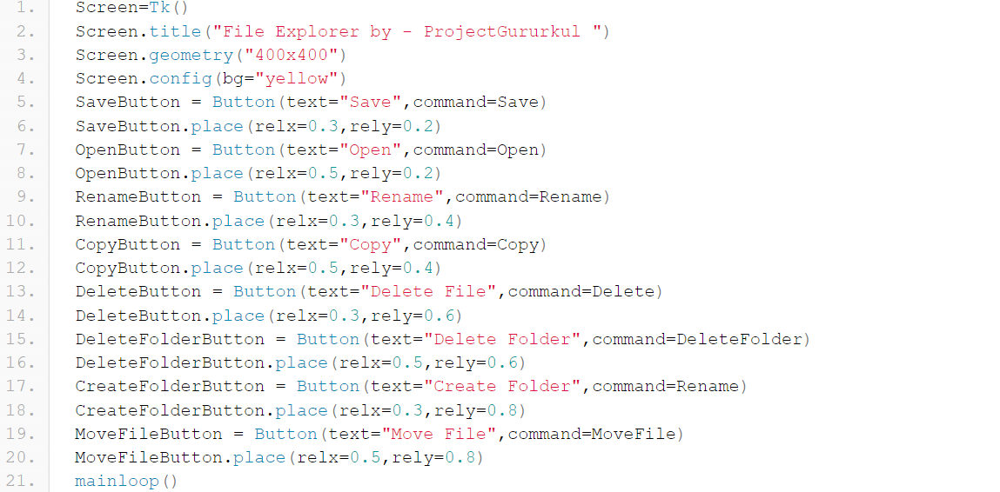 1. Screen=Tk()
2. Screen.title("File Explorer by - ProjectGururkul ")
3. Screen.geometry("400x400")
4. Screen.config(bg="yellow")
5. SaveButton = Button(text="Save",command=Save)
6. SaveButton.place(relx=0.3,rely=0.2)
7. OpenButton = Button(text="Open",command=Open)
8. OpenButton.place(relx=0.5,rely=0.2)
9. RenameButton = Button(text="Rename",command=Rename)
10. RenameButton.place(relx=0.3,rely=0.4)
11. CopyButton = Button(text="Copy",command=Copy)
12. CopyButton.place(relx=0.5,rely=0.4)
13. DeleteButton = Button(text="Delete File",command=Delete)
14. DeleteButton.place(relx=0.3,rely=0.6)
15. DeleteFolderButton = Button(text="Delete Folder",command=DeleteFolder)
16. DeleteFolderButton.place(relx=0.5,rely=0.6)
17. CreateFolderButton = Button(text="Create Folder",command=Rename)
18. CreateFolderButton.place(relx=0.3,rely=0.8)
19. MoveFileButton = Button(text="Move File",command=MoveFile)
20. MoveFileButton.place(relx=0.5,rely=0.8)
21. mainloop()